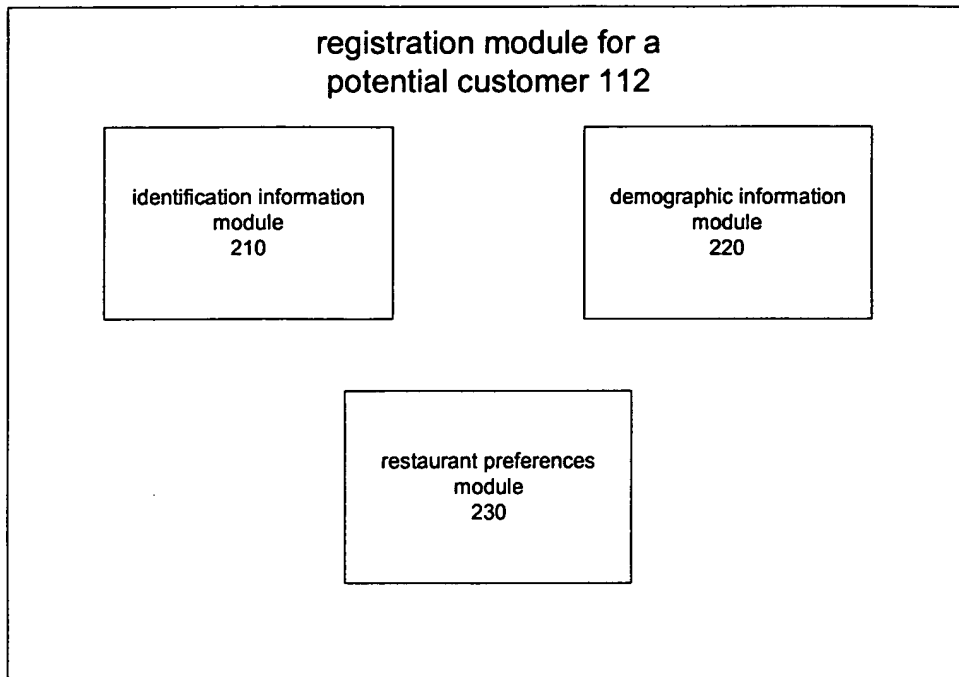 registration module for a
potential customer 112
identification information
module
210
demographic information
module
220
restaurant preferences
module
230